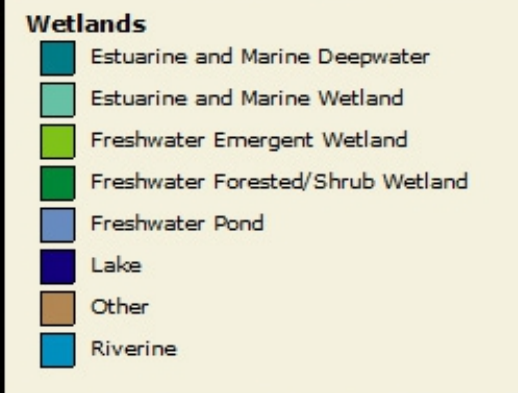 Wetlands
Estuarine and Marine Deepwater
Estuarine and Marine Wetland
Freshwater Emergent Wetland
Freshwater Forested/Shrub Wetland
Freshwater Pond
Lake
Other
Riverine